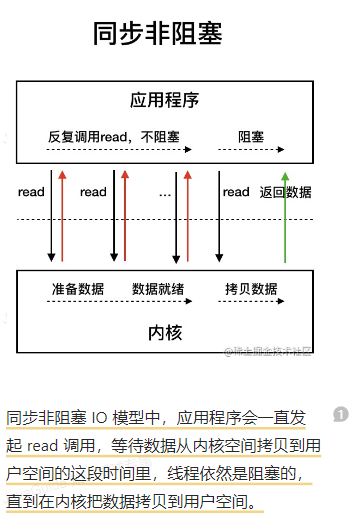 同步非阻塞
应用程序
反复调用read，不阻塞 阻塞
read read ... read 返回数据
准备数据 数据就绪 拷贝数据
内核
@稀土掘金技术社区
同步非阻塞 IO 模型中，应用程序会一直发
起 read 调用，等待数据从内核空间拷贝到用
户空间的这段时间里，线程依然是阻塞的，
直到在内核把数据拷贝到用户空间。
1